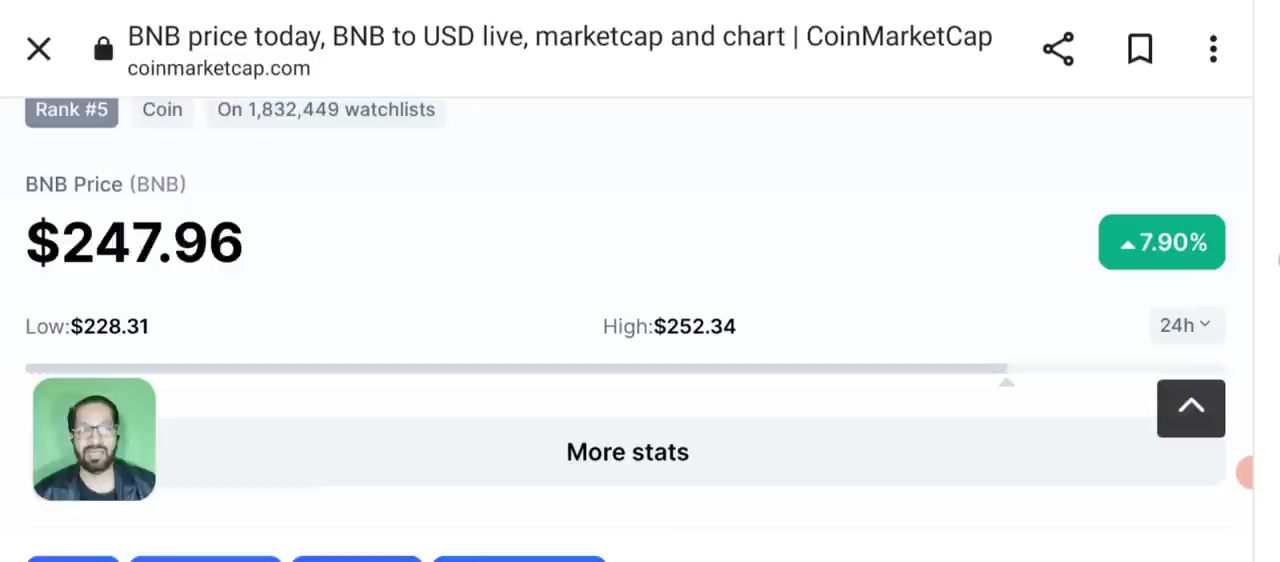 BNB price today, BNB to USD live, marketcap and chart | CoinMarketCap
coinmarketcap.com
Rank #5 Coin On 1,832,449 watchlists
BNB Price (BNB)
$247.96 7.90%
Low:$228.31 High:$252.34 24h
More stats